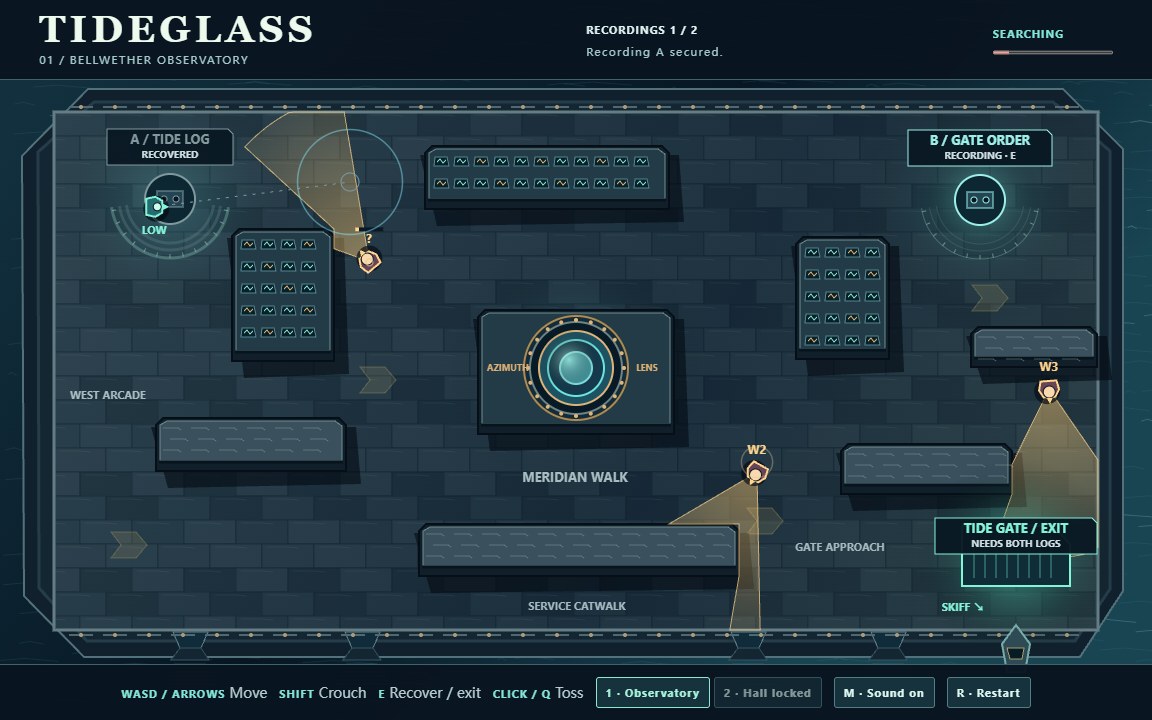 TIDEGLASS
01 / BELLWETHER OBSERVATORY
RECORDINGS 1 / 2
Recording A secured.
SEARCHING
A / TIDE LOG
RECOVERED
B / GATE ORDER
RECORDING · E
LOW
?
AZIMUTH
LENS
W3
WEST ARCADE
W2
MERIDIAN WALK
TIDE GATE / EXIT
NEEDS BOTH LOGS
GATE APPROACH
SERVICE CATWALK
SKIFF ↘
WASD / ARROWS Move SHIFT Crouch E Recover / exit CLICK / Q Toss 1 · Observatory 2 · Hall locked M · Sound on R · Restart